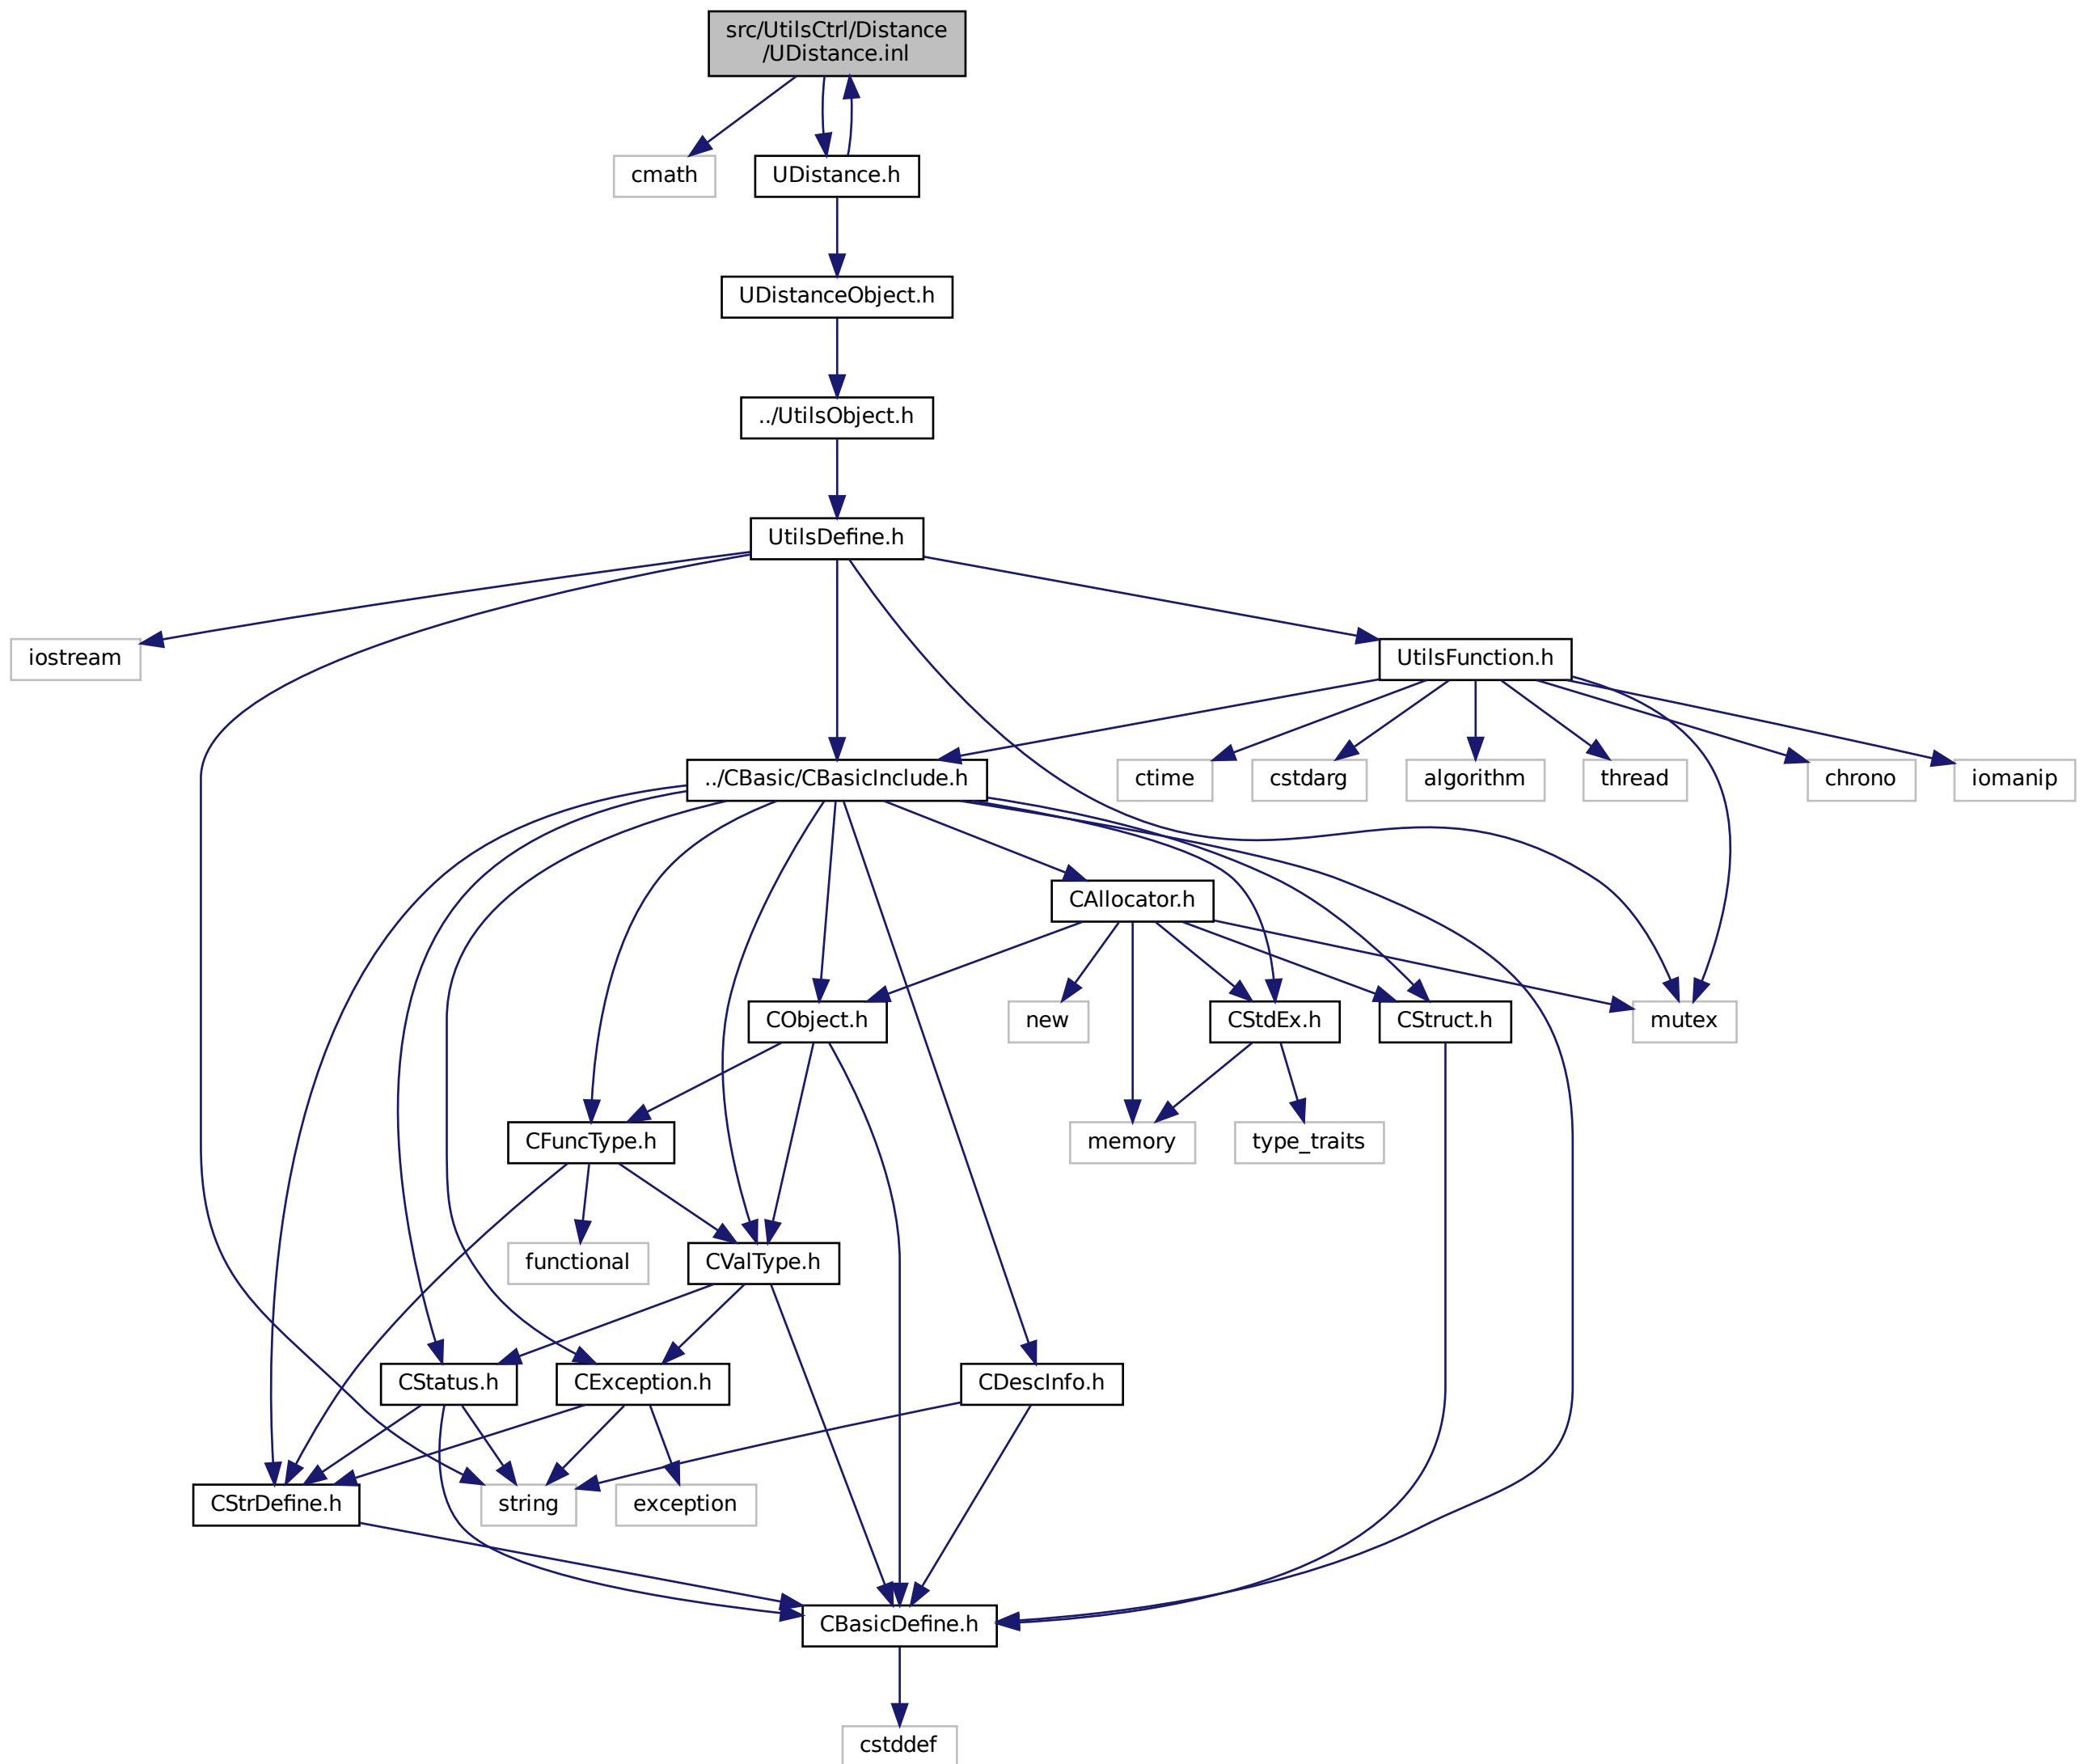 src/UtilsCtrl/Distance
/UDistance.inl
cmath
UDistance.h
UDistanceObject.h
../UtilsObject.h
UtilsDefine.h
iostream
UtilsFunction.h
../CBasic/CBasicInclude.h
ctime
cstdarg
algorithm
thread
chrono
iomanip
CAllocator.h
CObject.h
new
CStdEx.h
CStruct.h
mutex
CFuncType.h
memory
type_traits
functional
CValType.h
CStatus.h
CException.h
CDescInfo.h
CStrDefine.h
string
exception
CBasicDefine.h
cstddef